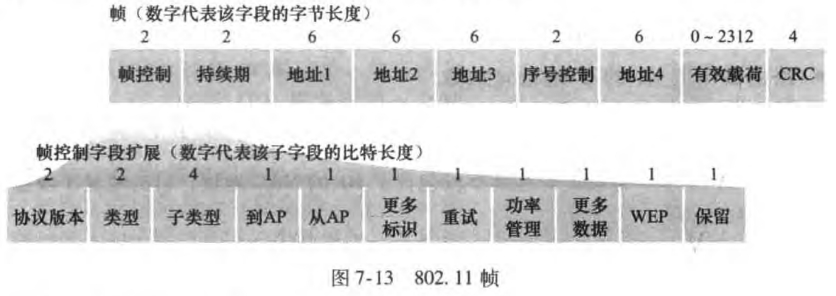 帧（数字代表该字段的字节长度）
2 2 6 6 6 2 6 0~2312 4
帧控制 持续期 地址1 地址2 地址3 序号控制 地址4 有效载荷 CRC
帧控制字段扩展（数字代表该子字段的比特长度）
2 2 4 1 1 1 1 1 1 1 1
协议版本 类型 子类型 到AP 从AP 更多标识 重试 功率管理 更多数据 WEP 保留
图 7-13 802. 11 帧